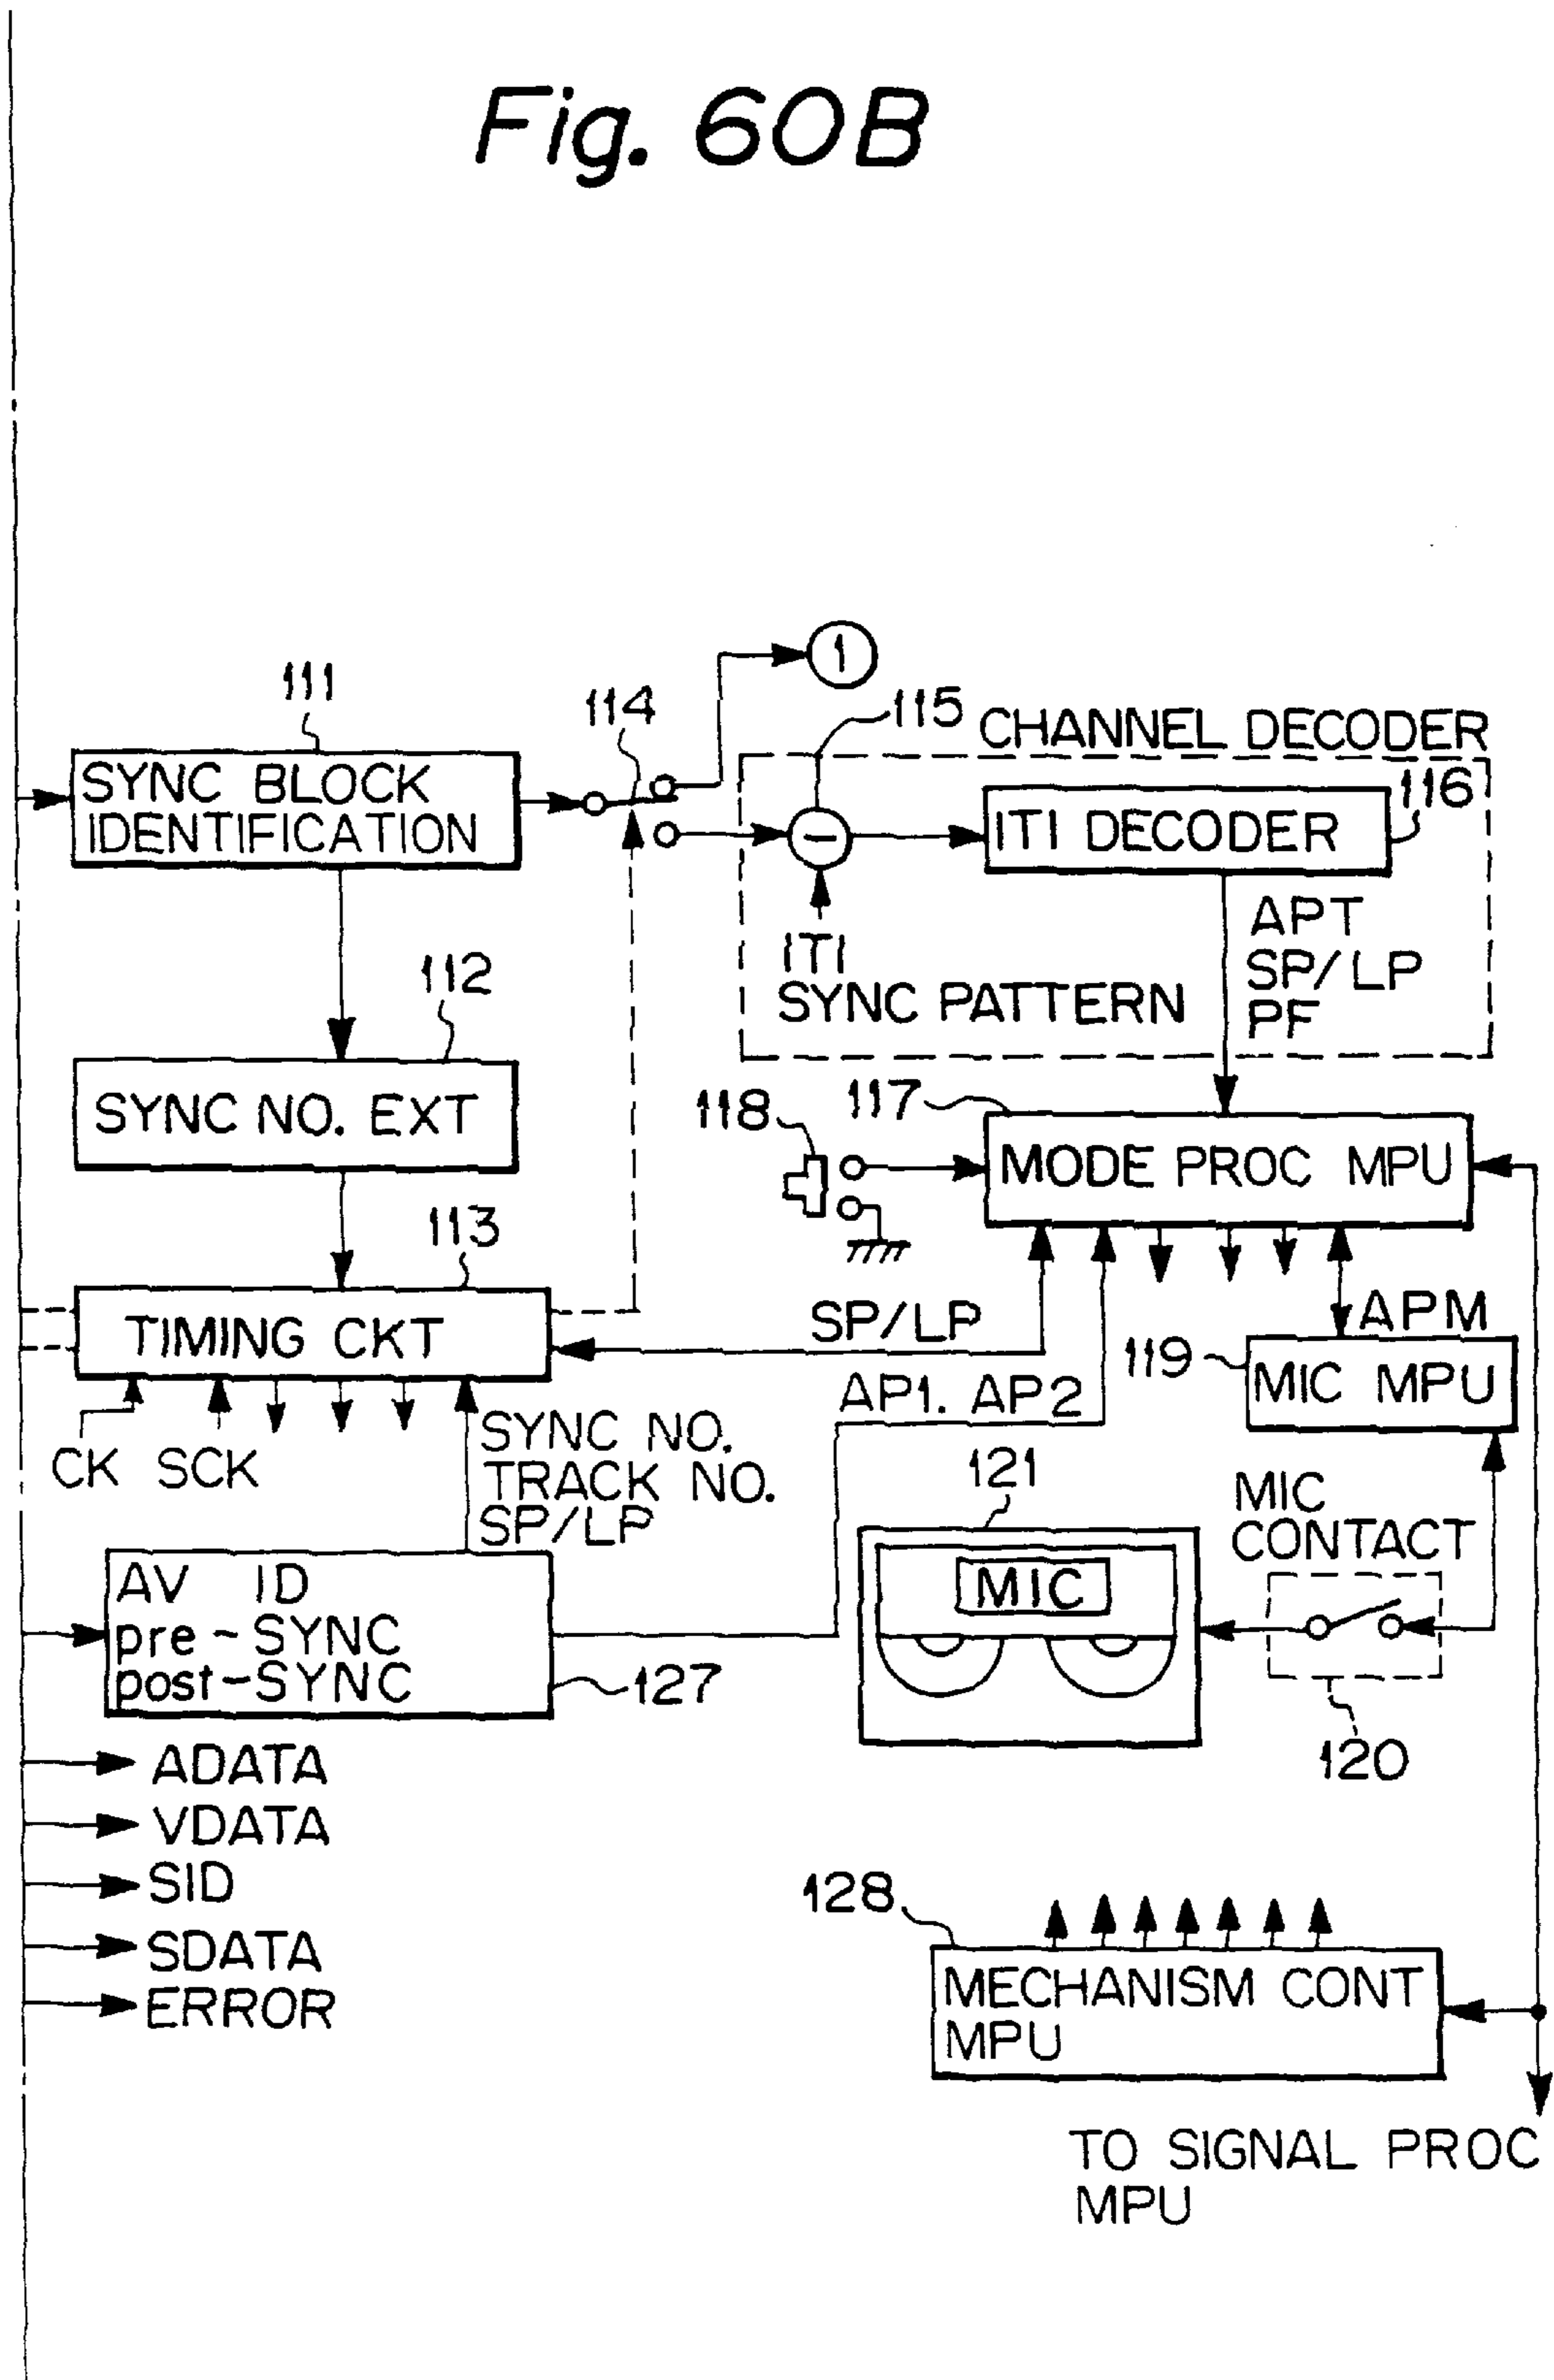 Fig. 60B
1
111
114
115
CHANNEL DECODER
SYNC BLOCK
IDENTIFICATION
116
ITI DECODER
APT
SP/LP
PF
ITI
SYNC PATTERN
112
SYNC NO. EXT
118
117
MODE PROC MPU
113
TIMING CKT
SP/LP
APM
119
MIC MPU
AP1. AP2
CK SCK
SYNC NO.
TRACK NO.
SP/LP
121
MIC
CONTACT
MIC
AV ID
pre-SYNC
post-SYNC
127
120
ADATA
VDATA
SID
SDATA
ERROR
128
MECHANISM CONT
MPU
TO SIGNAL PROC
MPU